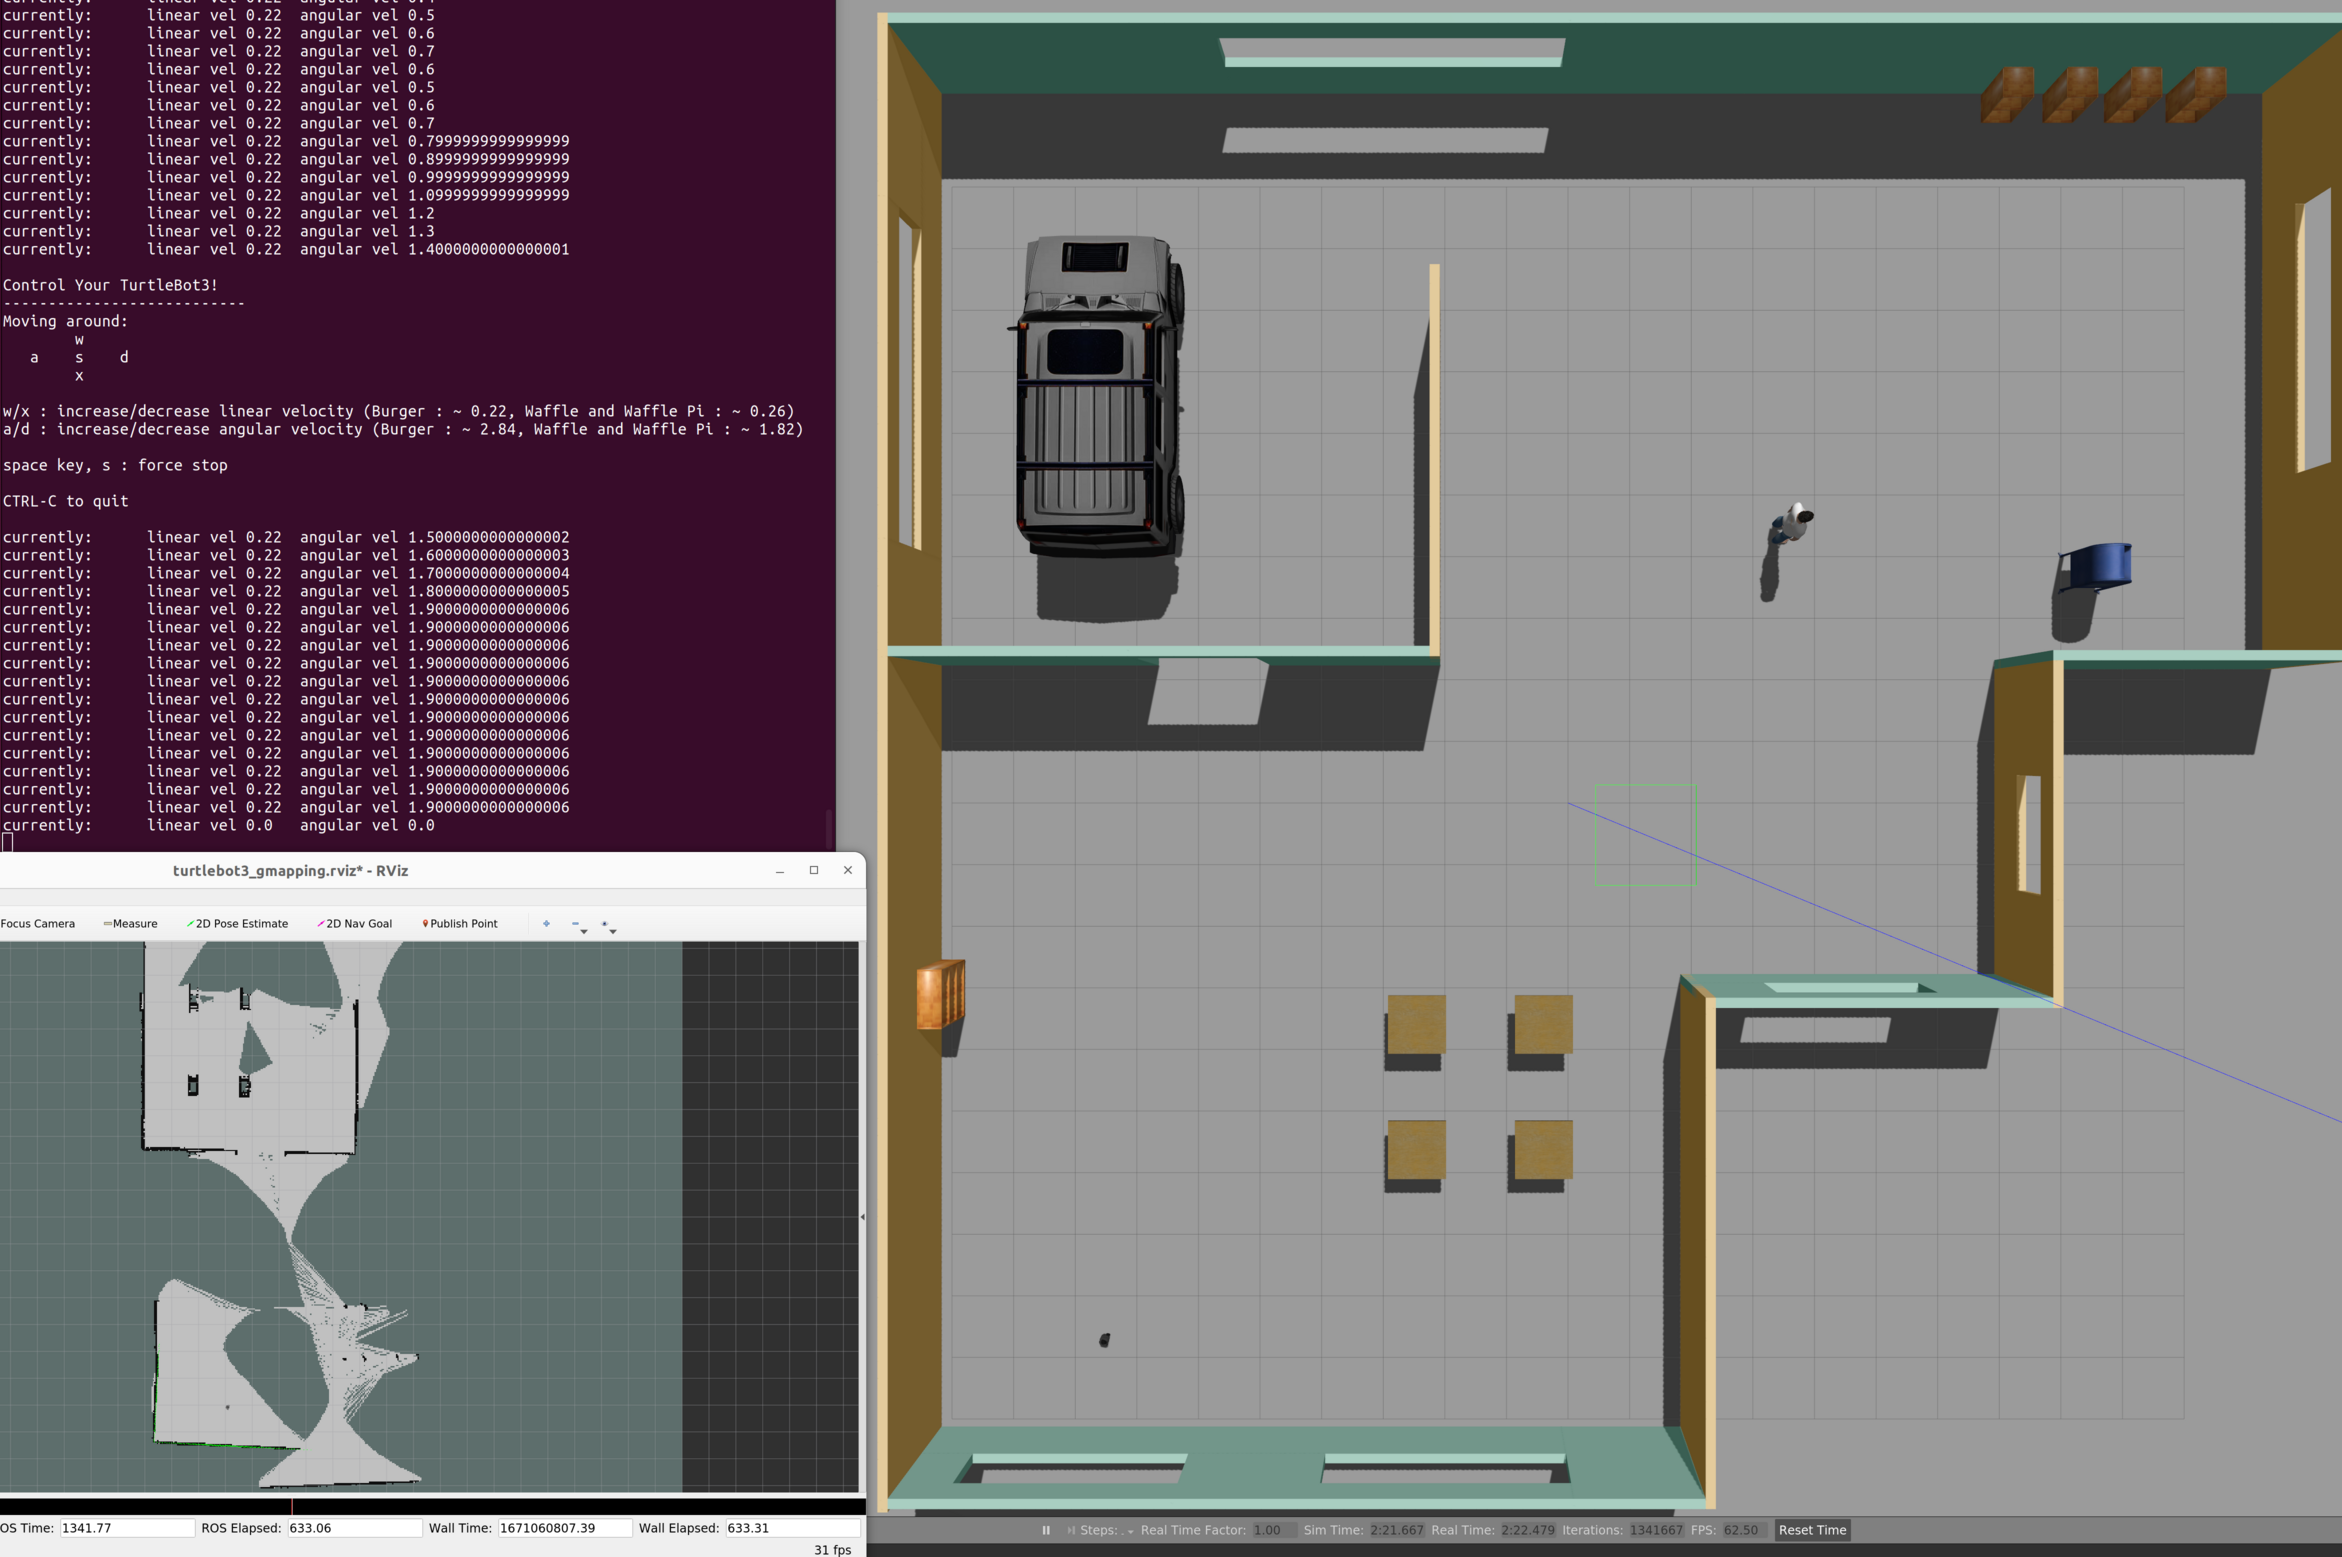 currently: linear vel 0.22 angular vel 0.5
currently: linear vel 0.22 angular vel 0.6
currently: linear vel 0.22 angular vel 0.7
currently: linear vel 0.22 angular vel 0.6
currently: linear vel 0.22 angular vel 0.5
currently: linear vel 0.22 angular vel 0.6
currently: linear vel 0.22 angular vel 0.7
currently: linear vel 0.22 angular vel 0.7999999999999999
currently: linear vel 0.22 angular vel 0.8999999999999999
currently: linear vel 0.22 angular vel 0.9999999999999999
currently: linear vel 0.22 angular vel 1.0999999999999999
currently: linear vel 0.22 angular vel 1.2
currently: linear vel 0.22 angular vel 1.3
currently: linear vel 0.22 angular vel 1.4000000000000001
Control Your TurtleBot3!
---------------------------
Moving around:
w
a s d
x
w/x : increase/decrease linear velocity (Burger : ~ 0.22, Waffle and Waffle Pi : ~ 0.26)
a/d : increase/decrease angular velocity (Burger : ~ 2.84, Waffle and Waffle Pi : ~ 1.82)
space key, s : force stop
CTRL-C to quit
currently: linear vel 0.22 angular vel 1.5000000000000002
currently: linear vel 0.22 angular vel 1.6000000000000003
currently: linear vel 0.22 angular vel 1.7000000000000004
currently: linear vel 0.22 angular vel 1.8000000000000005
currently: linear vel 0.22 angular vel 1.9000000000000006
currently: linear vel 0.22 angular vel 1.9000000000000006
currently: linear vel 0.22 angular vel 1.9000000000000006
currently: linear vel 0.22 angular vel 1.9000000000000006
currently: linear vel 0.22 angular vel 1.9000000000000006
currently: linear vel 0.22 angular vel 1.9000000000000006
currently: linear vel 0.22 angular vel 1.9000000000000006
currently: linear vel 0.22 angular vel 1.9000000000000006
currently: linear vel 0.22 angular vel 1.9000000000000006
currently: linear vel 0.22 angular vel 1.9000000000000006
currently: linear vel 0.22 angular vel 1.9000000000000006
currently: linear vel 0.22 angular vel 1.9000000000000006
currently: linear vel 0.0 angular vel 0.0
turtlebot3_gmapping.rviz* - RViz
Focus Camera Measure 2D Pose Estimate 2D Nav Goal Publish Point
OS Time: 1341.77 ROS Elapsed: 633.06 Wall Time: 1671060807.39 Wall Elapsed: 633.31
31 fps
Steps: . Real Time Factor: 1.00 Sim Time: 2:21.667 Real Time: 2:22.479 Iterations: 1341667 FPS: 62.50 Reset Time